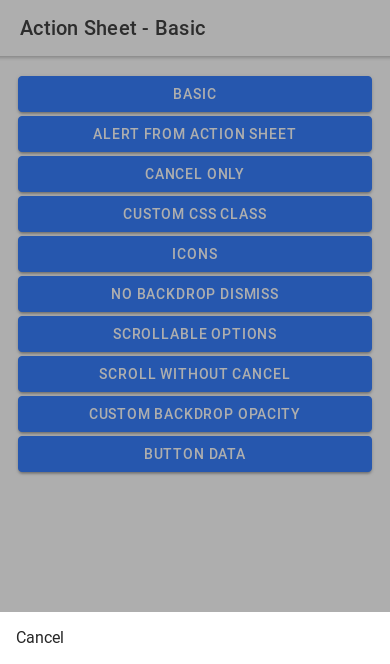 Action Sheet - Basic
BASIC
ALERT FROM ACTION SHEET
CANCEL ONLY
CUSTOM CSS CLASS
ICONS
NO BACKDROP DISMISS
SCROLLABLE OPTIONS
SCROLL WITHOUT CANCEL
CUSTOM BACKDROP OPACITY
BUTTON DATA
Cancel